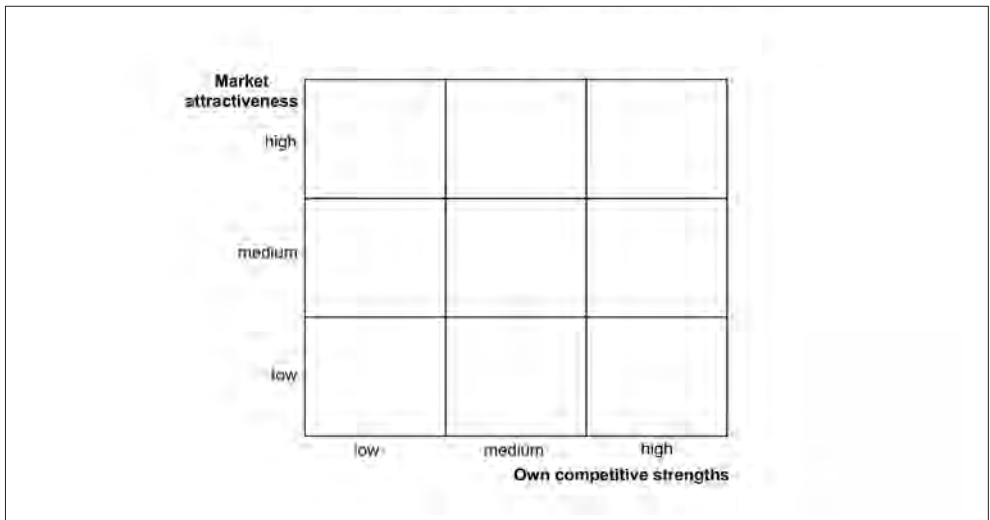 Market
attractiveness
high
medium
low
low medium high
Own competitive strengths